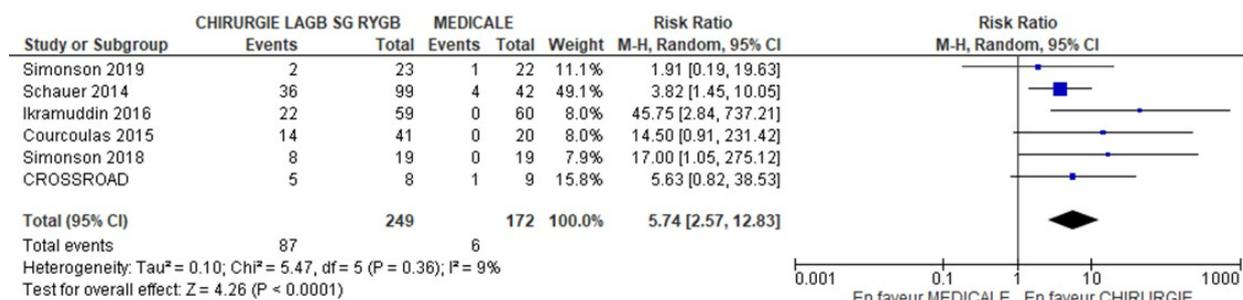 CHIRURGIE LAGB SG RYGB MEDICALE Risk Ratio Risk Ratio
Study or Subgroup Events Total Events Total Weight M-H, Random, 95% CI M-H, Random, 95% CI
Simonson 2019 2 23 1 22 11.1% 1.91 [0.19, 19.63]
Schauer 2014 36 99 4 42 49.1% 3.82 [1.45, 10.05]
Ikramuddin 2016 22 59 0 60 8.0% 45.75 [2.84, 737.21]
Courcoulas 2015 14 41 0 20 8.0% 14.50 [0.91, 231.42]
Simonson 2018 8 19 0 19 7.9% 17.00 [1.05, 275.12]
CROSSROAD 5 8 1 9 15.8% 5.63 [0.82, 38.53]
Total (95% CI) 249 172 100.0% 5.74 [2.57, 12.83]
Total events 87 6
Heterogeneity: Tau² = 0.10; Chi² = 5.47, df = 5 (P = 0.36); I² = 9%
Test for overall effect: Z = 4.26 (P < 0.0001)
0.001 0.1 1 10 1000
En faveur MEDICALE En faveur CHIRURGIE